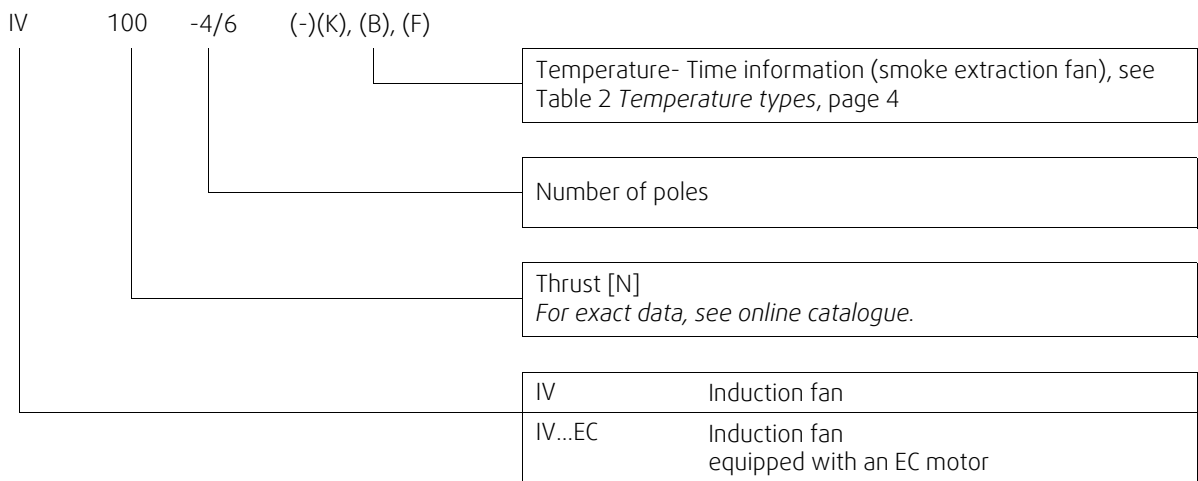 IV 100 -4/6 (-)(K), (B), (F)
Temperature- Time information (smoke extraction fan), see
Table 2 Temperature types, page 4
Number of poles
Thrust [N]
For exact data, see online catalogue.
IV Induction fan
IV...EC Induction fan
equipped with an EC motor